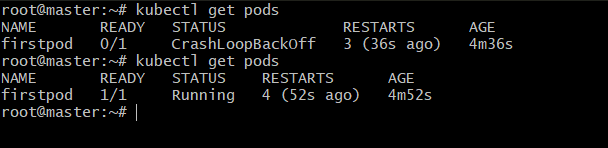 root@master:~# kubectl get pods
NAME READY STATUS RESTARTS AGE
firstpod 0/1 CrashLoopBackOff 3 (36s ago) 4m36s
root@master:~# kubectl get pods
NAME READY STATUS RESTARTS AGE
firstpod 1/1 Running 4 (52s ago) 4m52s
root@master:~#